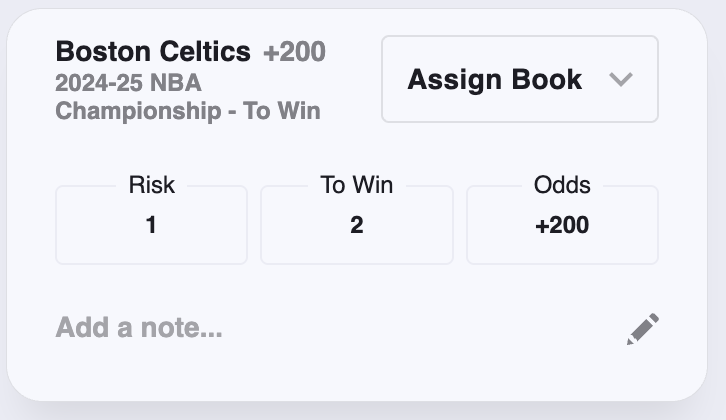 Boston Celtics +200
2024-25 NBA
Championship - To Win
Assign Book
Risk
1
To Win
2
Odds
+200
Add a note...